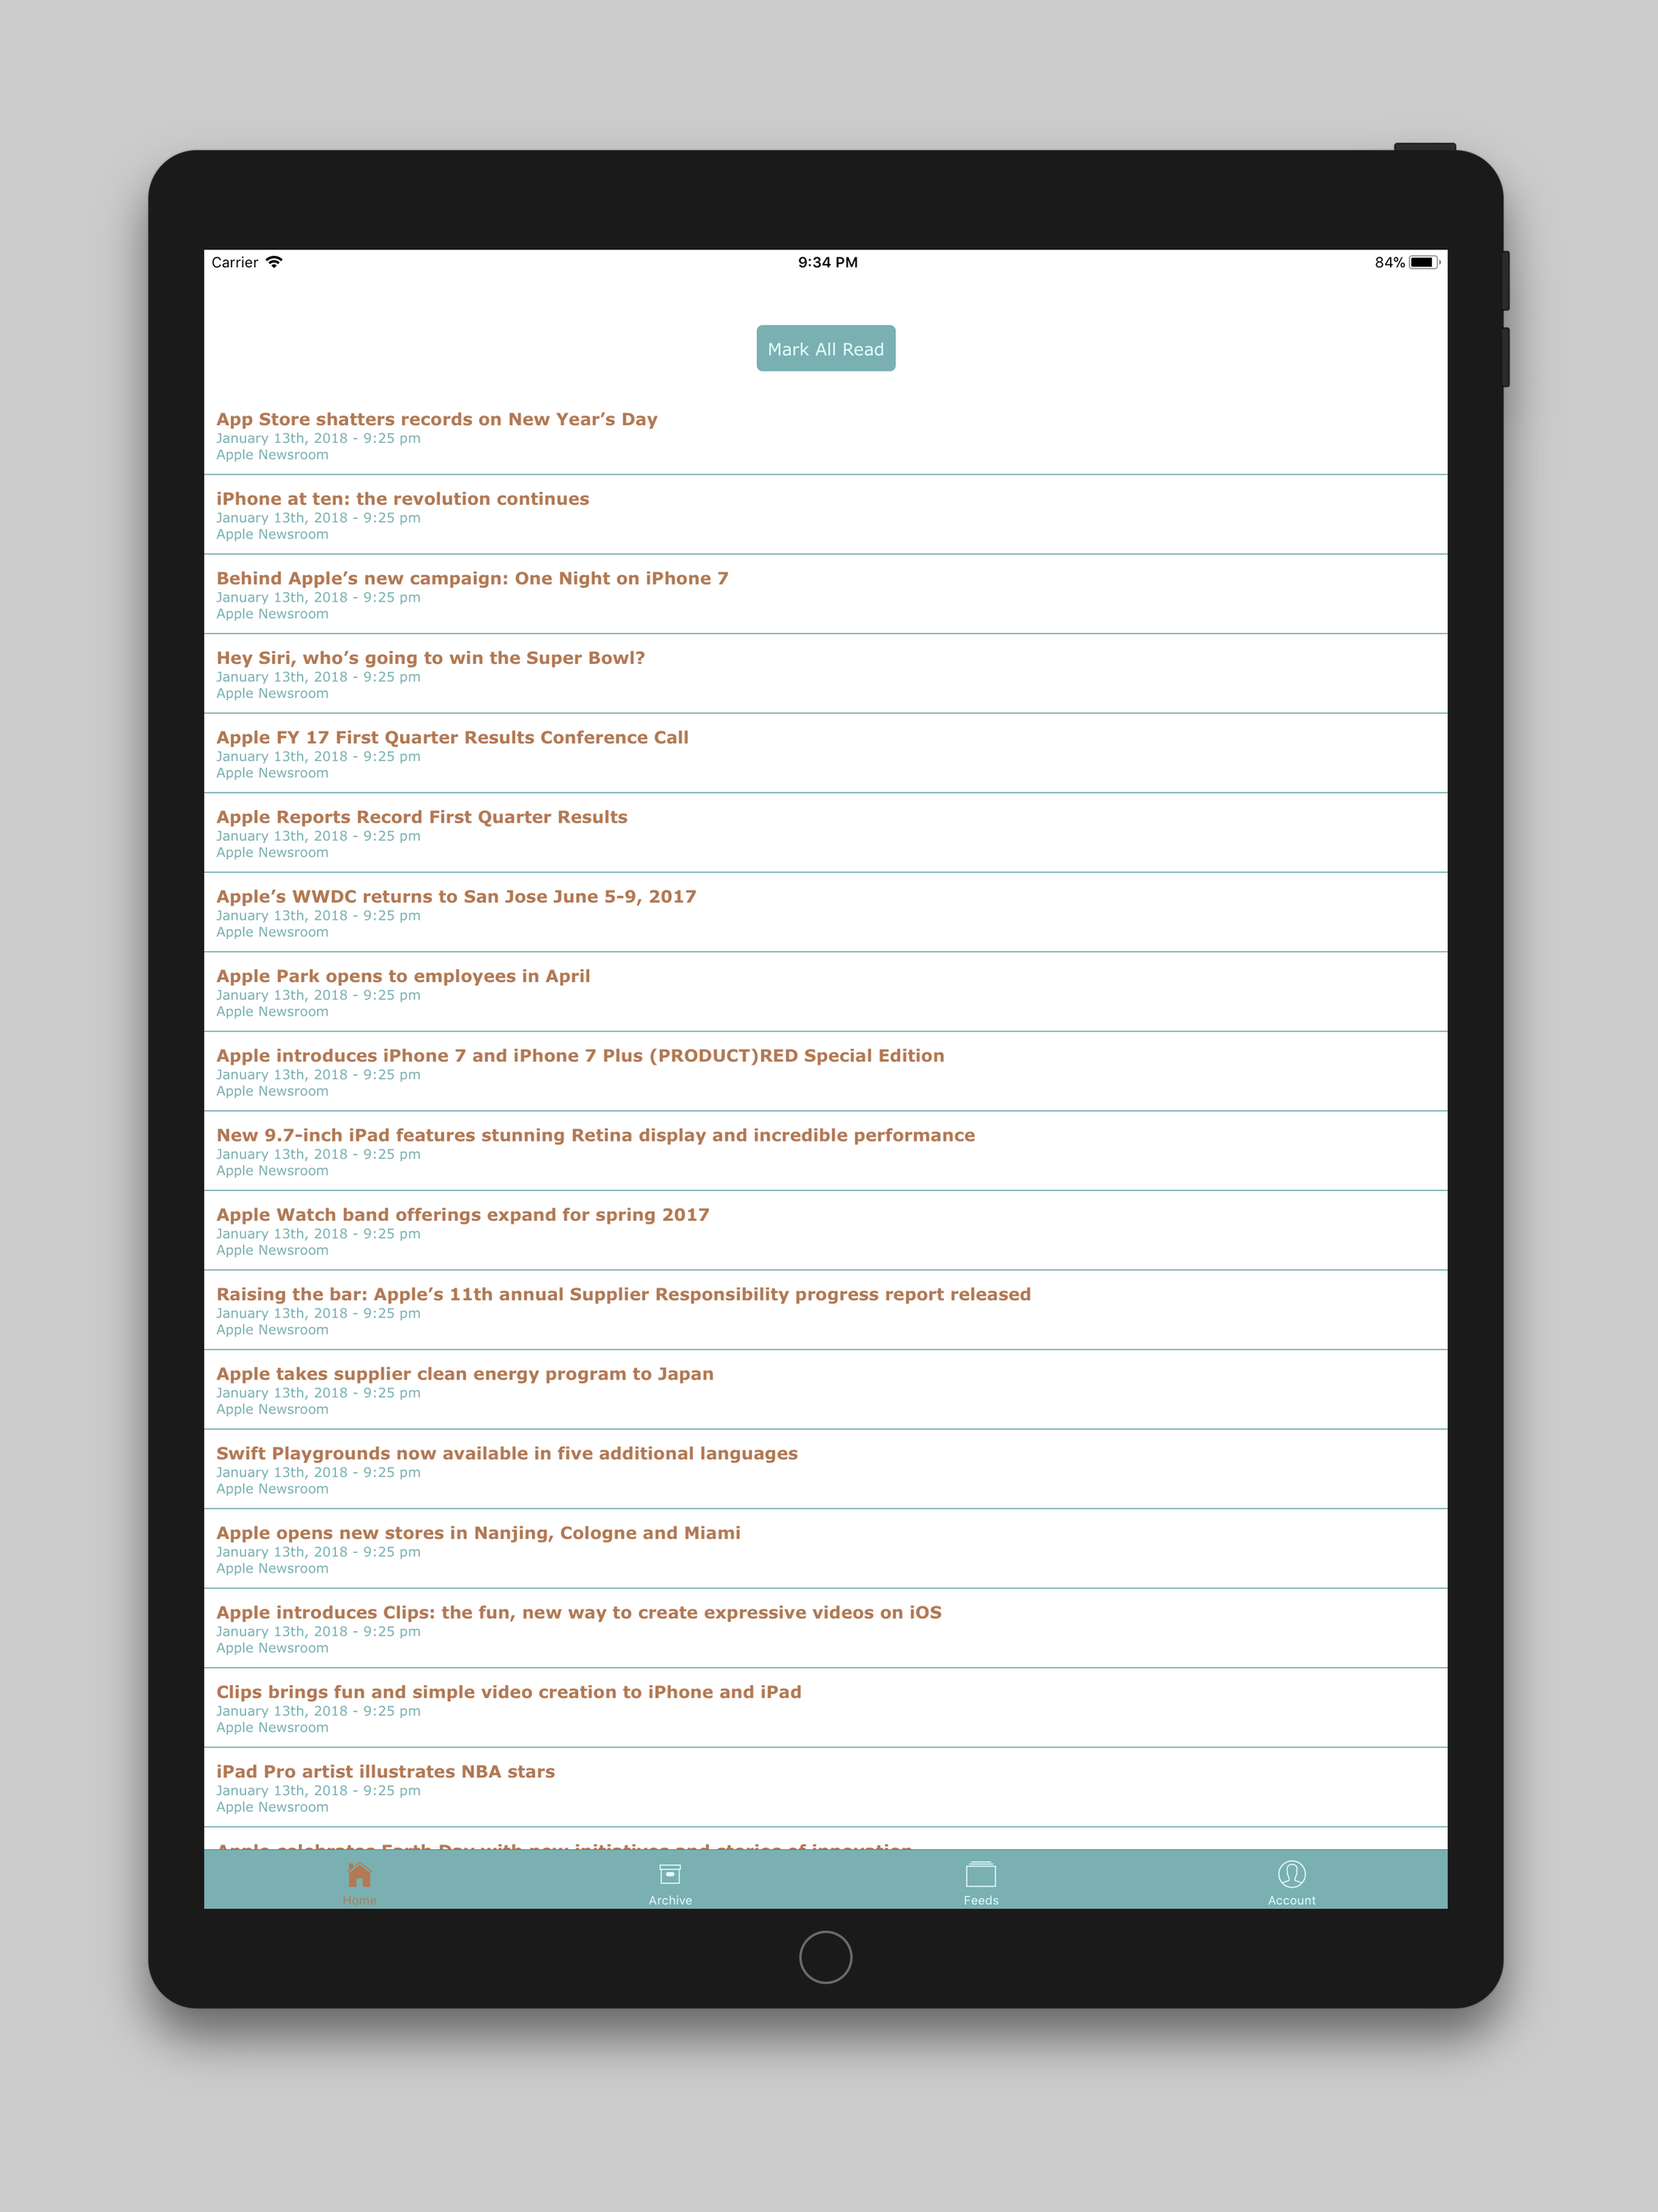 Carrier
9:34 PM
84%
Mark All Read
App Store shatters records on New Year’s Day
January 13th, 2018 - 9:25 pm
Apple Newsroom
iPhone at ten: the revolution continues
January 13th, 2018 - 9:25 pm
Apple Newsroom
Behind Apple’s new campaign: One Night on iPhone 7
January 13th, 2018 - 9:25 pm
Apple Newsroom
Hey Siri, who’s going to win the Super Bowl?
January 13th, 2018 - 9:25 pm
Apple Newsroom
Apple FY 17 First Quarter Results Conference Call
January 13th, 2018 - 9:25 pm
Apple Newsroom
Apple Reports Record First Quarter Results
January 13th, 2018 - 9:25 pm
Apple Newsroom
Apple’s WWDC returns to San Jose June 5-9, 2017
January 13th, 2018 - 9:25 pm
Apple Newsroom
Apple Park opens to employees in April
January 13th, 2018 - 9:25 pm
Apple Newsroom
Apple introduces iPhone 7 and iPhone 7 Plus (PRODUCT)RED Special Edition
January 13th, 2018 - 9:25 pm
Apple Newsroom
New 9.7-inch iPad features stunning Retina display and incredible performance
January 13th, 2018 - 9:25 pm
Apple Newsroom
Apple Watch band offerings expand for spring 2017
January 13th, 2018 - 9:25 pm
Apple Newsroom
Raising the bar: Apple’s 11th annual Supplier Responsibility progress report released
January 13th, 2018 - 9:25 pm
Apple Newsroom
Apple takes supplier clean energy program to Japan
January 13th, 2018 - 9:25 pm
Apple Newsroom
Swift Playgrounds now available in five additional languages
January 13th, 2018 - 9:25 pm
Apple Newsroom
Apple opens new stores in Nanjing, Cologne and Miami
January 13th, 2018 - 9:25 pm
Apple Newsroom
Apple introduces Clips: the fun, new way to create expressive videos on iOS
January 13th, 2018 - 9:25 pm
Apple Newsroom
Clips brings fun and simple video creation to iPhone and iPad
January 13th, 2018 - 9:25 pm
Apple Newsroom
iPad Pro artist illustrates NBA stars
January 13th, 2018 - 9:25 pm
Apple Newsroom
Apple celebrates Earth Day with new initiatives and stories of innovation
Home
Archive
Feeds
Account